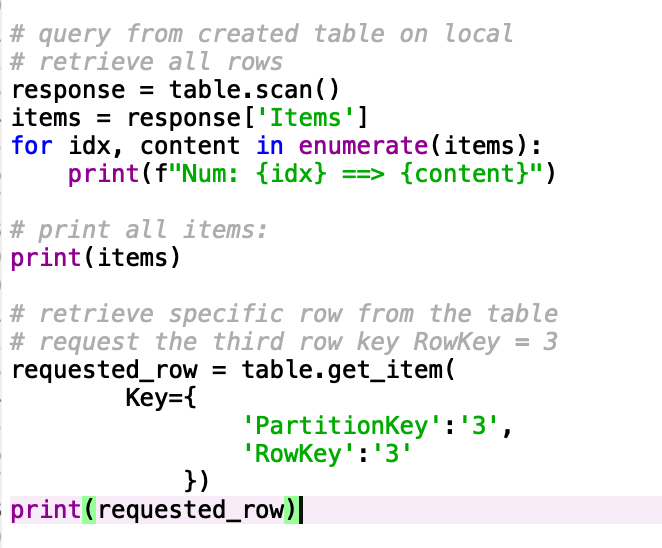 # query from created table on local
# retrieve all rows
response = table.scan()
items = response['Items']
for idx, content in enumerate(items):
    print(f"Num: {idx} ==> {content}")

# print all items:
print(items)

# retrieve specific row from the table
# request the third row key RowKey = 3
requested_row = table.get_item(
        Key={
                'PartitionKey':'3',
                'RowKey':'3'
            })
print(requested_row)